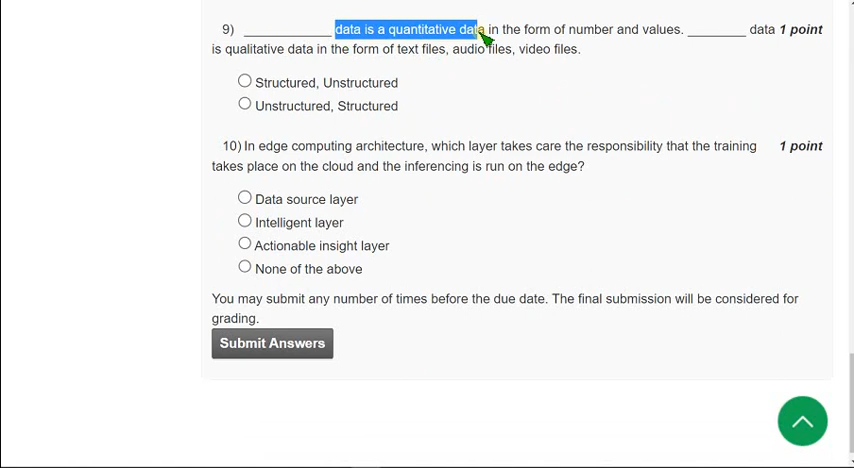 9) ____________ data is a quantitative data in the form of number and values. ________ data 1 point
is qualitative data in the form of text files, audio files, video files.
Structured, Unstructured
Unstructured, Structured
10) In edge computing architecture, which layer takes care the responsibility that the training 1 point
takes place on the cloud and the inferencing is run on the edge?
Data source layer
Intelligent layer
Actionable insight layer
None of the above
You may submit any number of times before the due date. The final submission will be considered for
grading.
Submit Answers